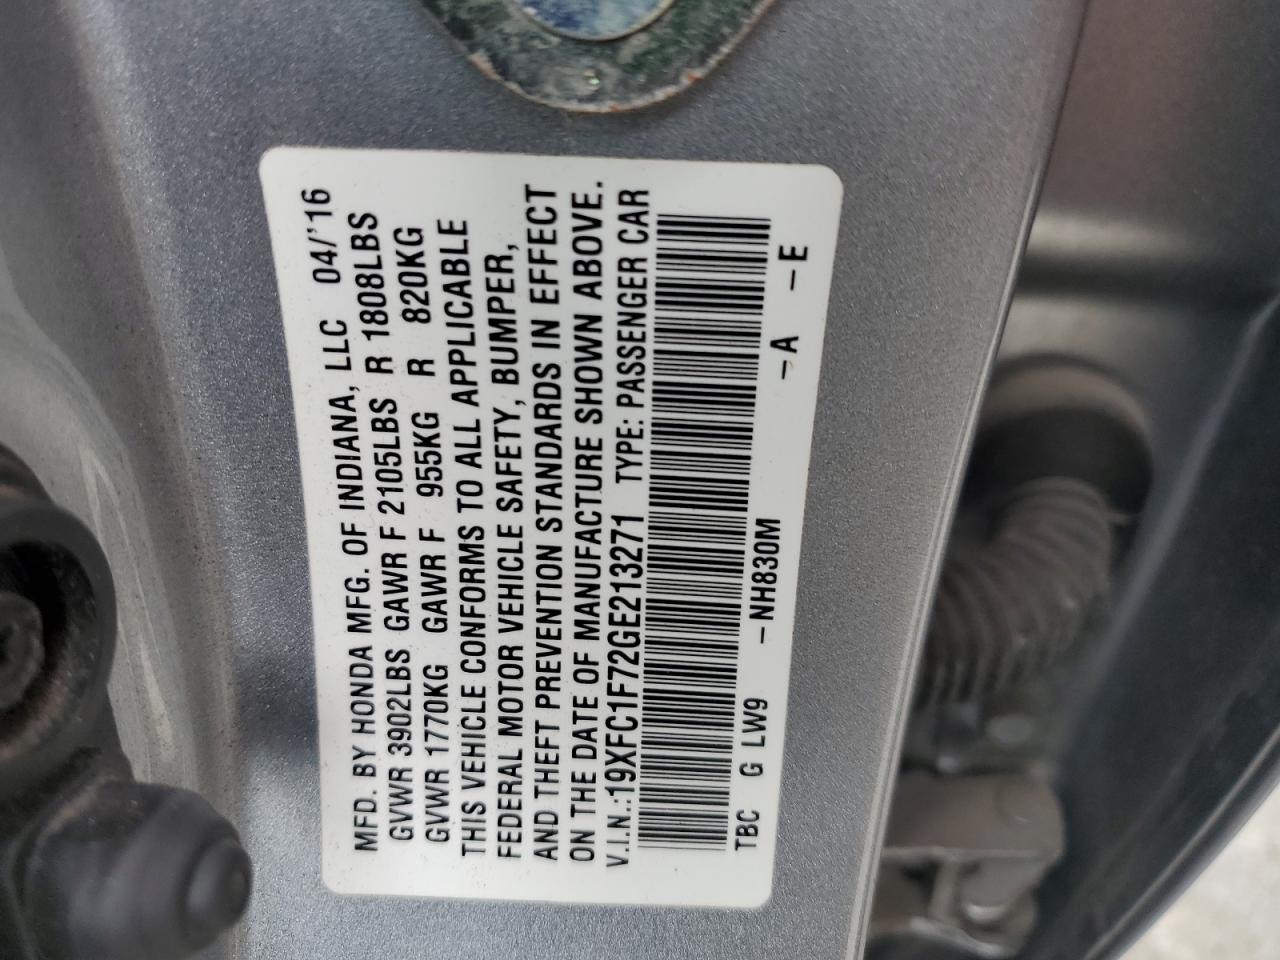 MFD. BY HONDA MFG. OF INDIANA, LLC 04/'16
GVWR 3902LBS GAWR F 2105LBS R 1808LBS
GVWR 1770KG GAWR F 955KG R 820KG
THIS VEHICLE CONFORMS TO ALL APPLICABLE
FEDERAL MOTOR VEHICLE SAFETY, BUMPER,
AND THEFT PREVENTION STANDARDS IN EFFECT
ON THE DATE OF MANUFACTURE SHOWN ABOVE.
V.I.N.:19XFC1F72GE213271 TYPE: PASSENGER CAR
TBC G LW9 -NH830M -A -E